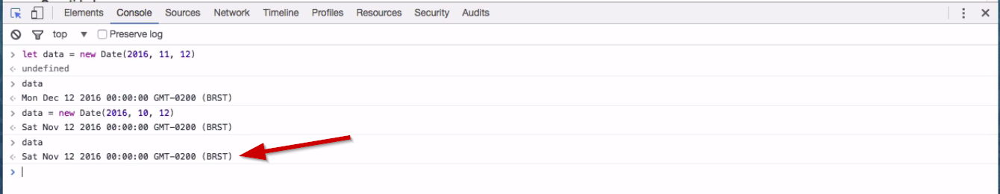 Elements Console Sources Network Timeline Profiles Resources Security Audits
top Preserve log
> let data = new Date(2016, 11, 12)
undefined
> data
Mon Dec 12 2016 00:00:00 GMT-0200 (BRST)
> data = new Date(2016, 10, 12)
Sat Nov 12 2016 00:00:00 GMT-0200 (BRST)
> data
Sat Nov 12 2016 00:00:00 GMT-0200 (BRST)
>